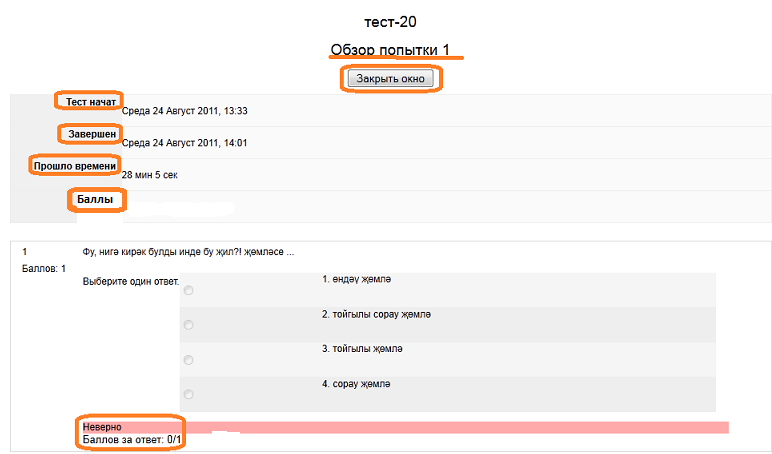 тест-20
Обзор попытки 1
Закрыть окно
Тест начат
Среда 24 Август 2011, 13:33
Завершен
Среда 24 Август 2011, 14:01
Прошло времени
28 мин 5 сек
Баллы
1
Фу, нигә кирәк булды инде бу җил?! җөмләсе ...
Баллов: 1
Выберите один ответ.
1. өндәү җөмлә
2. тойгылы сорау җөмлә
3. тойгылы җөмлә
4. сорау җөмлә
Неверно
Баллов за ответ: 0/1